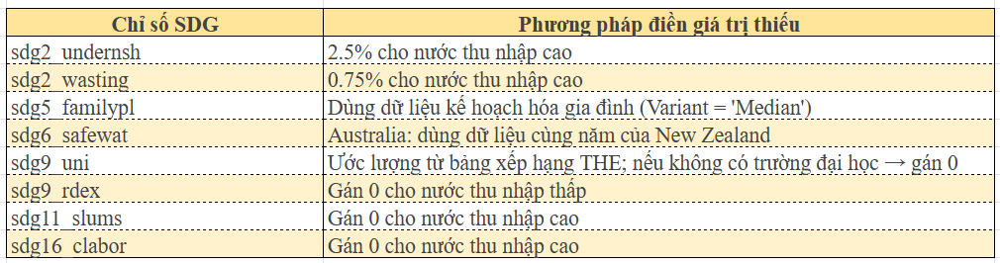 Chỉ số SDG Phương pháp điền giá trị thiếu
sdg2_undernsh 2.5% cho nước thu nhập cao
sdg2_wasting 0.75% cho nước thu nhập cao
sdg5_familypl Dùng dữ liệu kế hoạch hóa gia đình (Variant = 'Median')
sdg6_safewat Australia: dùng dữ liệu cùng năm của New Zealand
sdg9_uni Ước lượng từ bảng xếp hạng THE; nếu không có trường đại học → gán 0
sdg9_rdex Gán 0 cho nước thu nhập thấp
sdg11_slums Gán 0 cho nước thu nhập cao
sdg16_clabor Gán 0 cho nước thu nhập cao